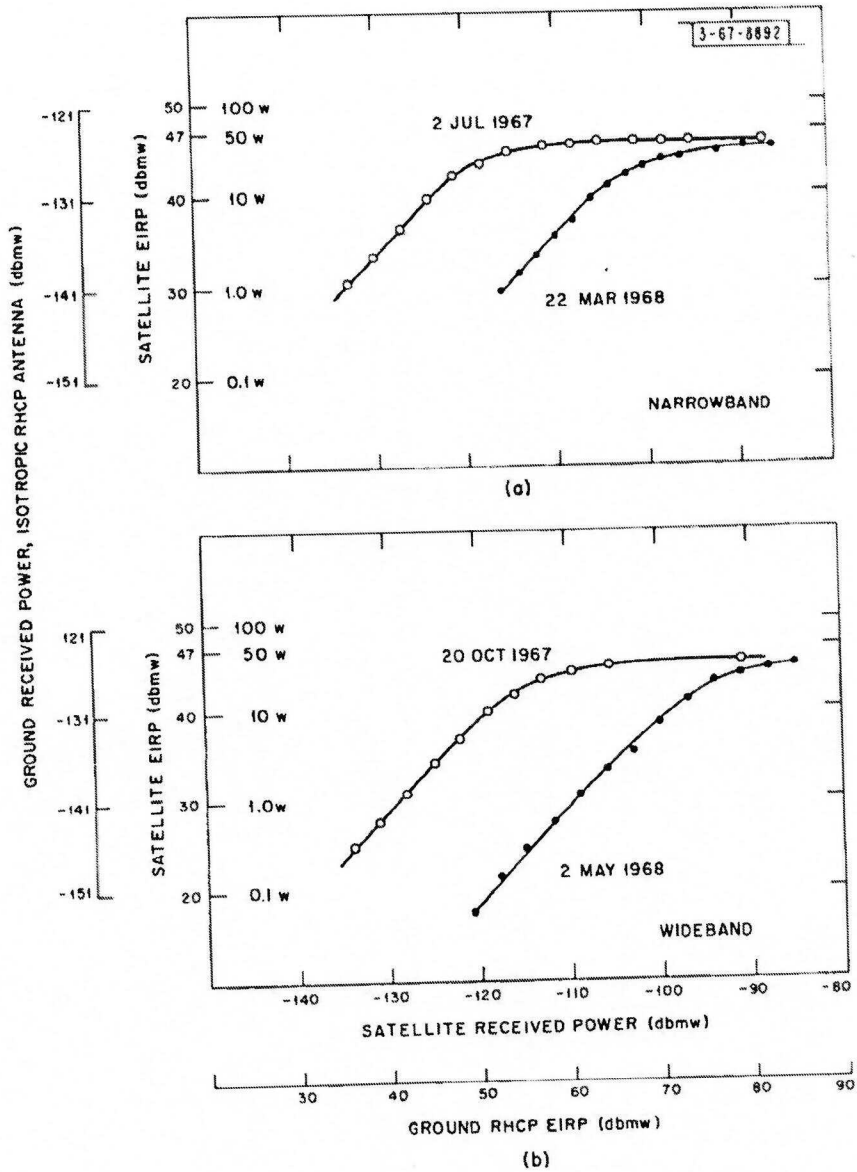 3-67-8892
GROUND RECEIVED POWER, ISOTROPIC RHCP ANTENNA (dbmw)
-121
-131
-141
-151
SATELLITE EIRP (dbmw)
50 100 w
47 50 w
40 10 w
30 1.0 w
20 0.1 w
2 JUL 1967
22 MAR 1968
NARROWBAND
(a)
121
-131
-141
-151
SATELLITE EIRP (dbmw)
50 100 w
47 50 w
40 10 w
30 1.0 w
20 0.1 w
20 OCT 1967
2 MAY 1968
WIDEBAND
-140 -130 -120 -110 -100 -90 -80
SATELLITE RECEIVED POWER (dbmw)
30 40 50 60 70 80 90
GROUND RHCP EIRP (dbmw)
(b)